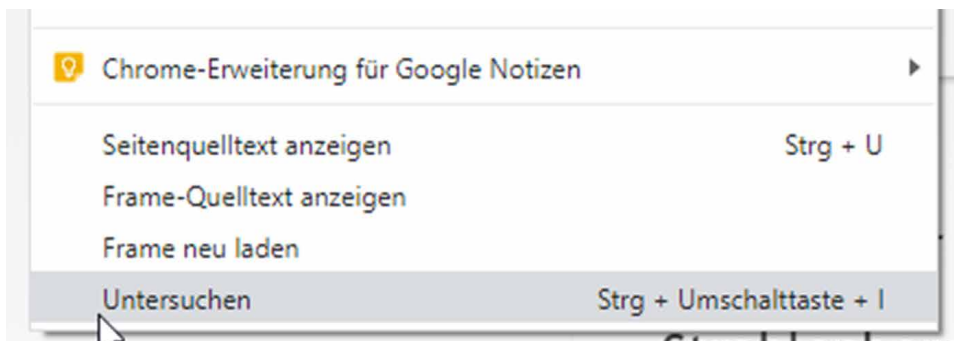 Chrome-Erweiterung für Google Notizen
Seitenquelltext anzeigen Strg + U
Frame-Quelltext anzeigen
Frame neu laden
Untersuchen Strg + Umschalttaste + I